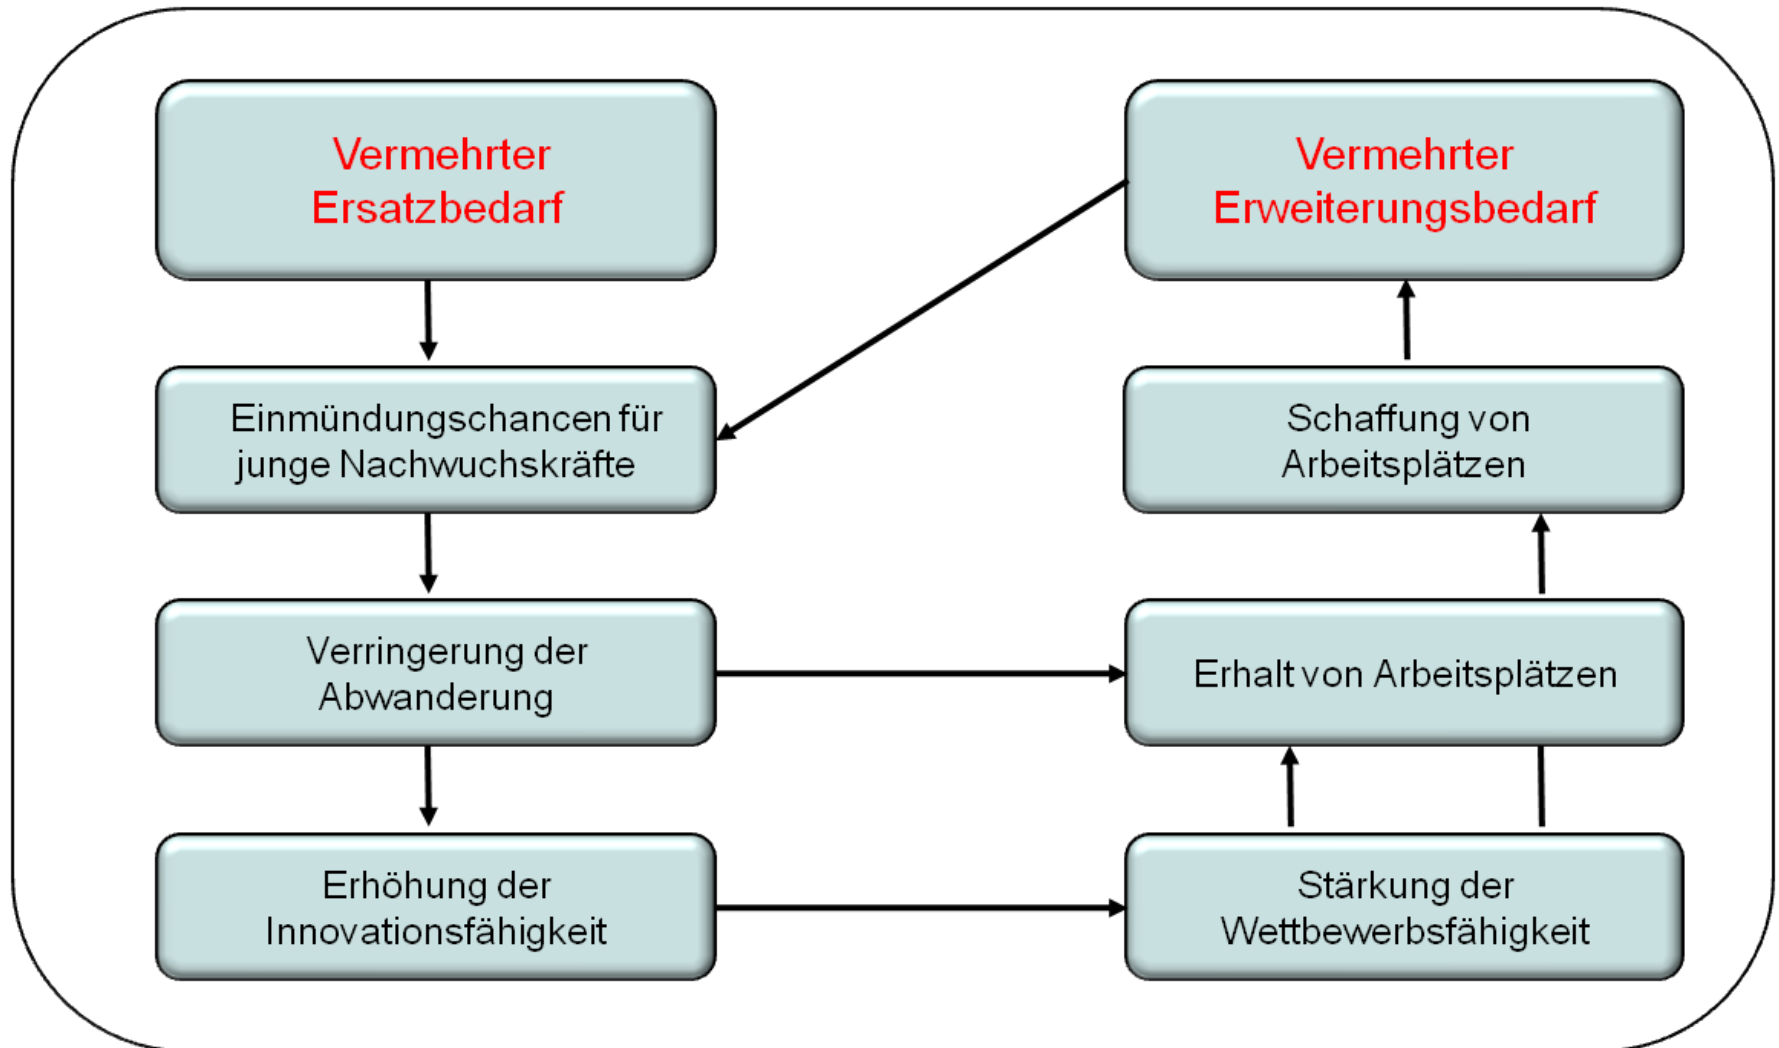 Vermehrter
Ersatzbedarf
Vermehrter
Erweiterungsbedarf
Einmündungschancen für
junge Nachwuchskräfte
Schaffung von
Arbeitsplätzen
Verringerung der
Abwanderung
Erhalt von Arbeitsplätzen
Erhöhung der
Innovationsfähigkeit
Stärkung der
Wettbewerbsfähigkeit